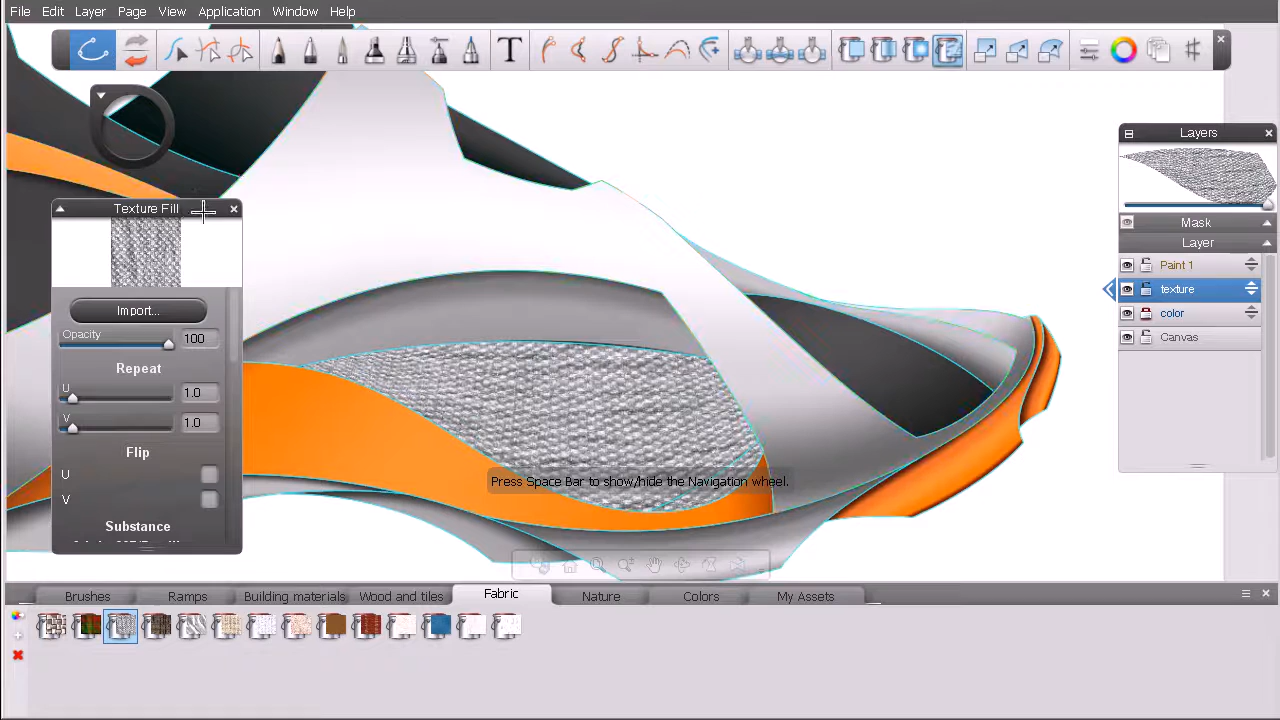 File Edit Layer Page View Application Window Help
T
Layers
Texture Fill
Mask
Layer
Paint 1
texture
color
Canvas
Import...
Opacity 100
Repeat
U 1.0
V 1.0
Flip
U
V
Substance
Press Space Bar to show/hide the Navigation wheel.
Brushes Ramps Building materials Wood and tiles Fabric Nature Colors My Assets